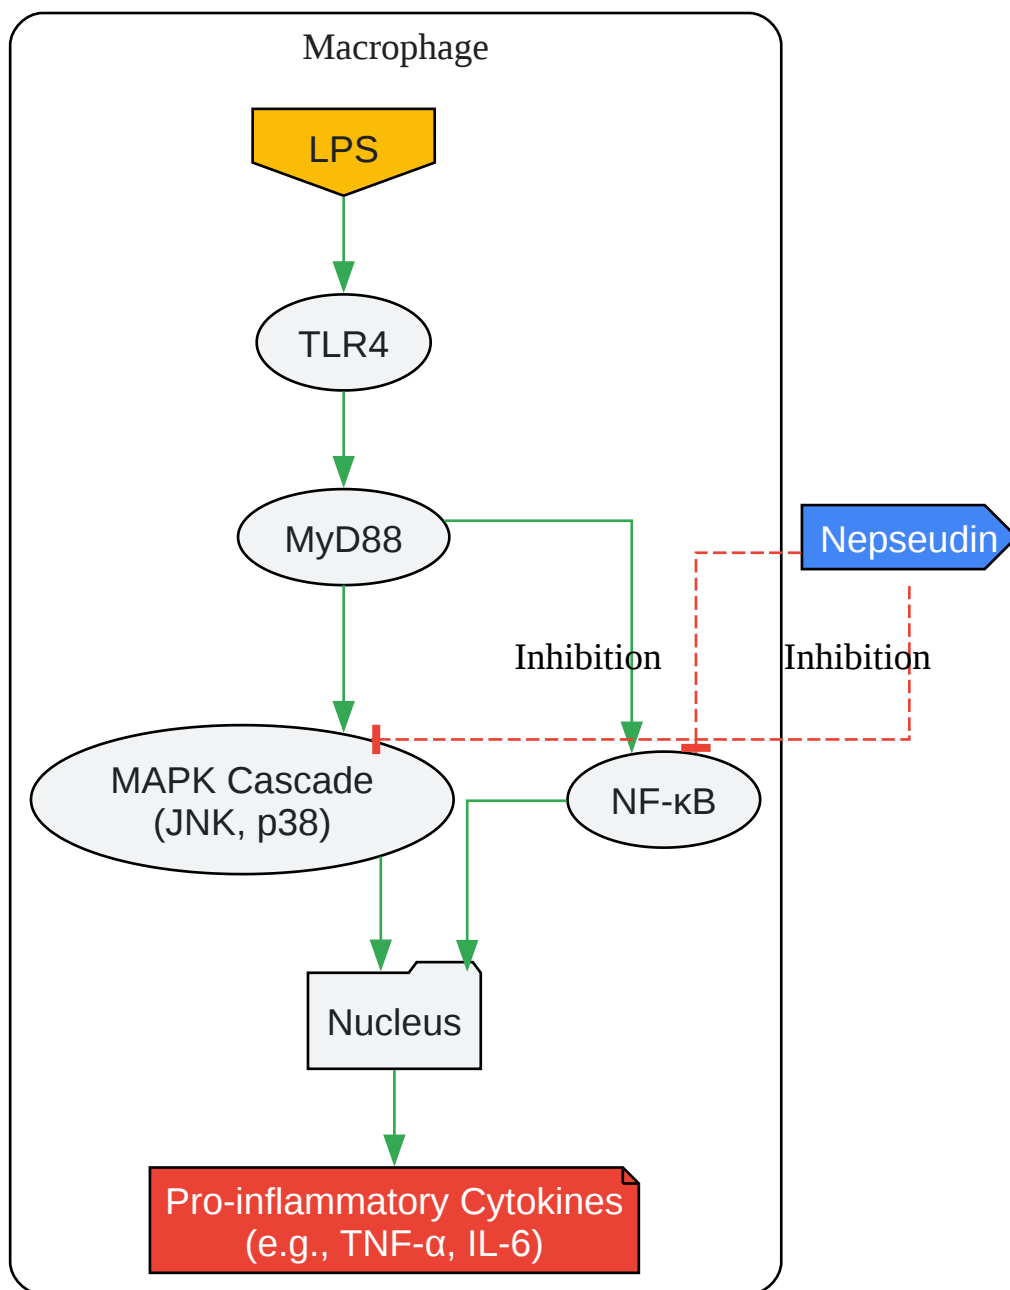 Macrophage
LPS
TLR4
MyD88
Nepseudin
Inhibition
Inhibition
MAPK Cascade
(JNK, p38)
NF-κB
Nucleus
Pro-inflammatory Cytokines
(e.g., TNF-α, IL-6)